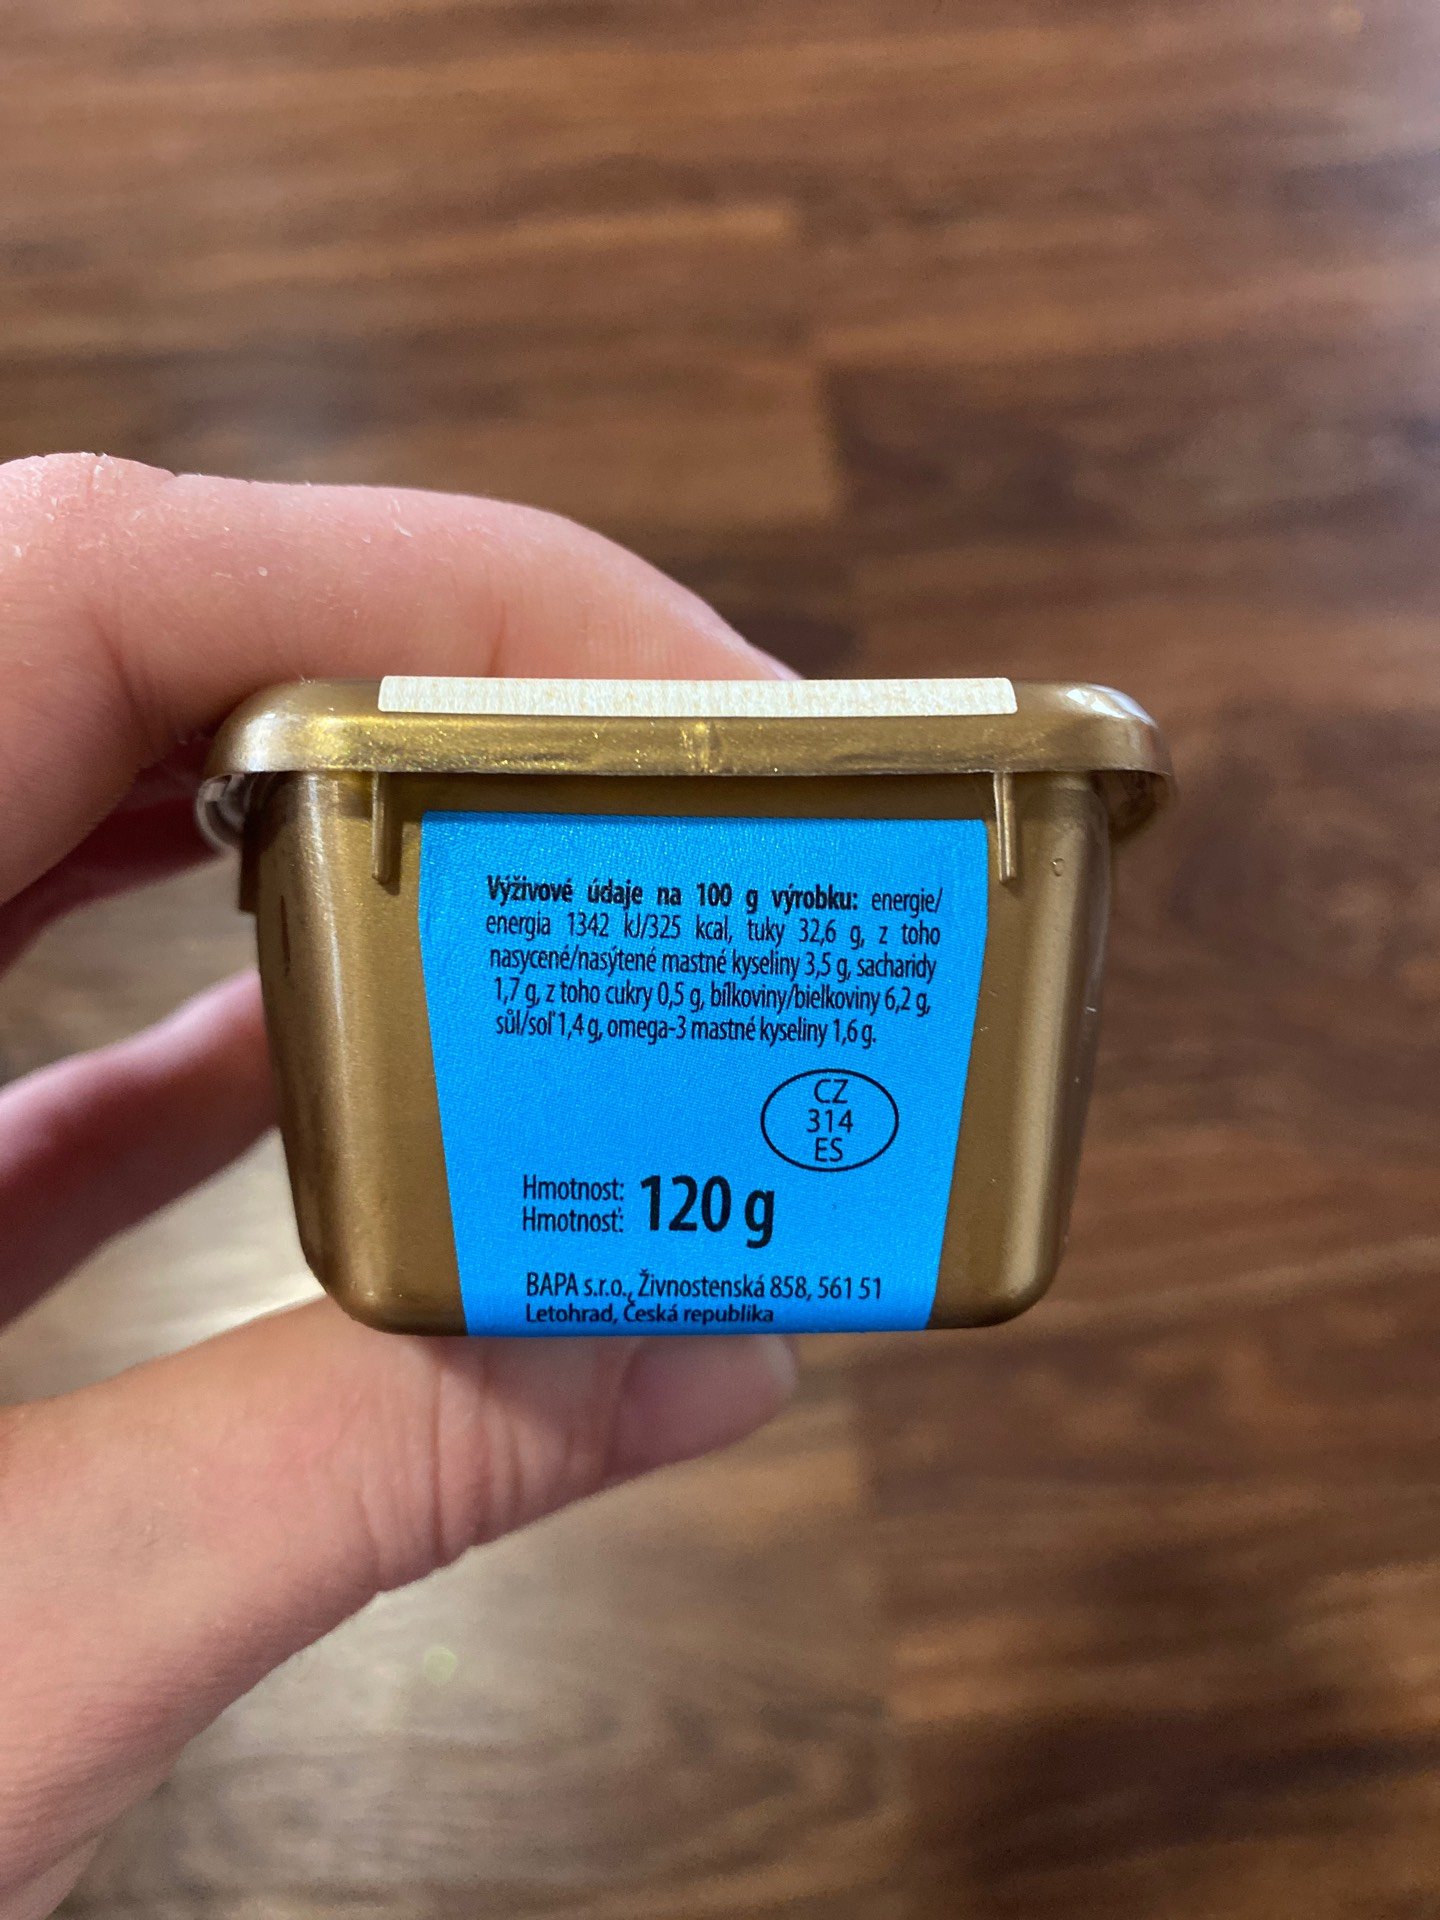 Výživové údaje na 100 g výrobku: energie/
energia 1342 kJ/325 kcal, tuky 32,6 g, z toho
nasycené/nasýtené mastné kyseliny 3,5 g, sacharidy
1,7 g, z toho cukry 0,5 g, bílkoviny/bielkoviny 6,2 g,
sůl/soľ 1,4 g, omega-3 mastné kyseliny 1,6 g.
CZ
314
ES
Hmotnost: 120 g
Hmotnosť:
BAPA s.r.o., Živnostenská 858, 561 51
Letohrad, Česká republika